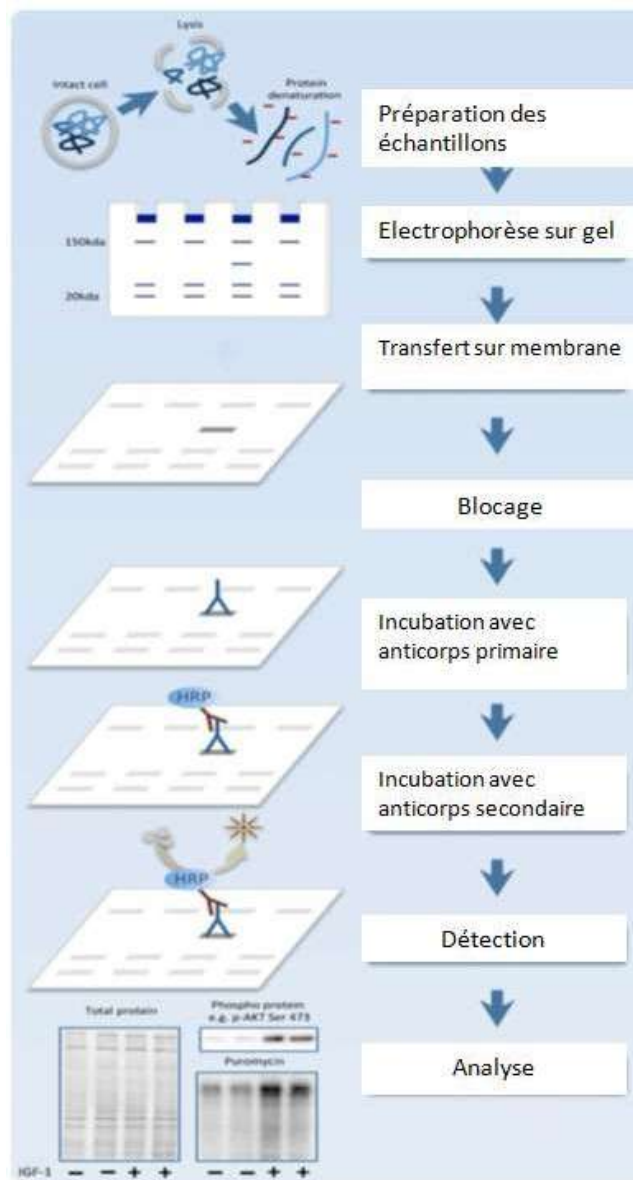 Lysis
Intact cell
Protein
denaturation
Préparation des
échantillons
150kda
20kda
Electrophorèse sur gel
Transfert sur membrane
Blocage
Incubation avec
anticorps primaire
HRP
Incubation avec
anticorps secondaire
HRP
Détection
Total protein
Phospho protein
e.g. p-AKT Ser 473
Puromycin
Analyse
IGF-1 − − + + − − + +